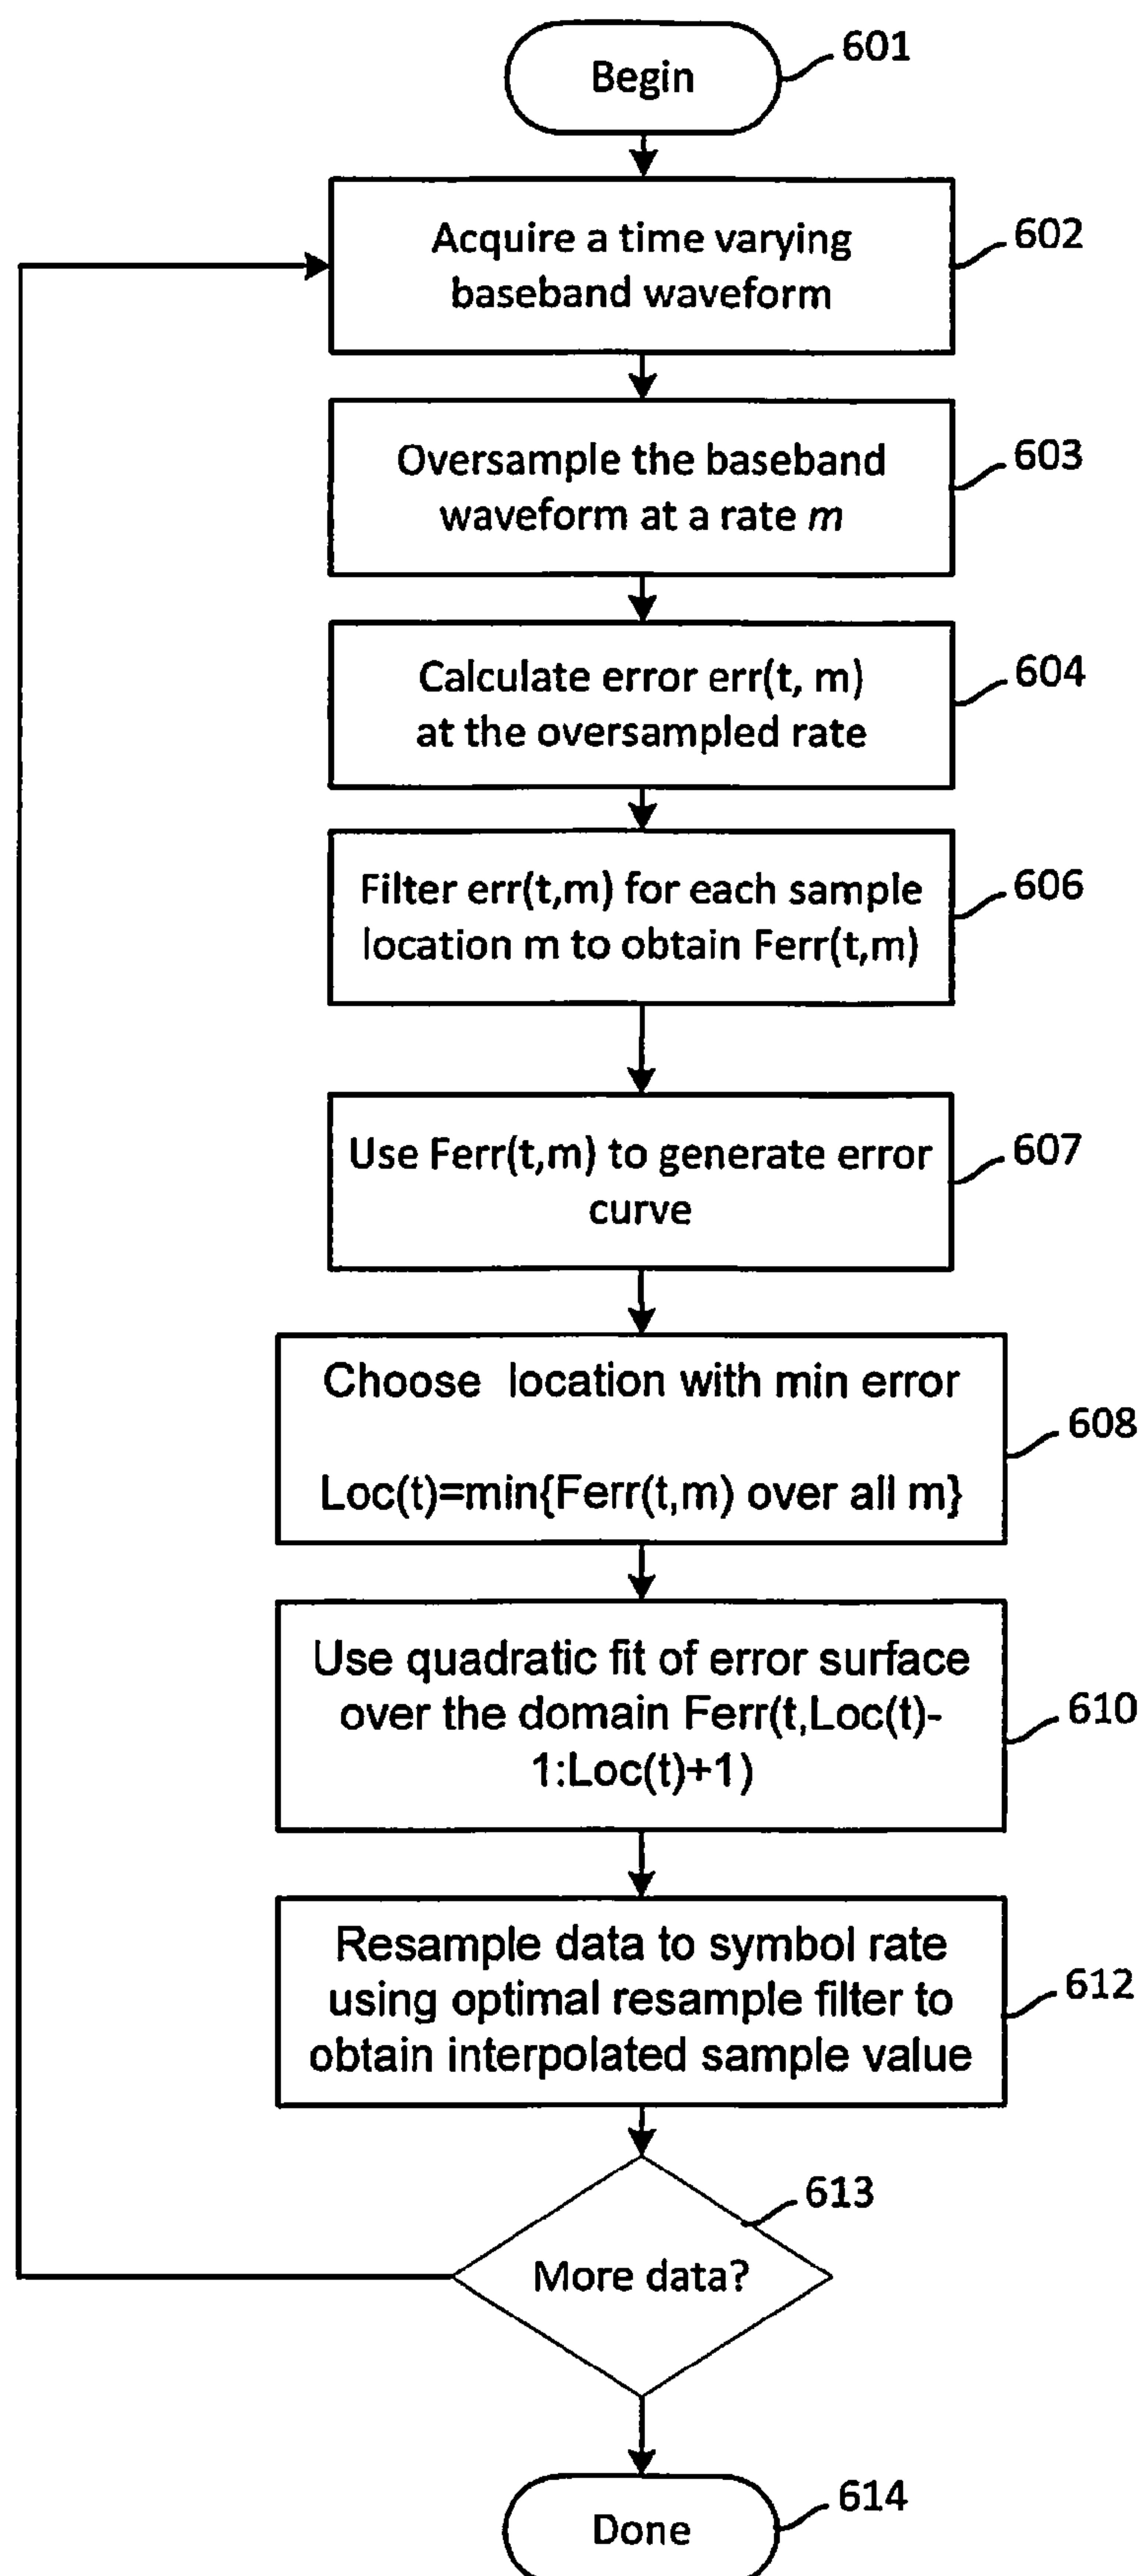 Begin
601
Acquire a time varying
baseband waveform
602
Oversample the baseband
waveform at a rate m
603
Calculate error err(t, m)
at the oversampled rate
604
Filter err(t,m) for each sample
location m to obtain Ferr(t,m)
606
Use Ferr(t,m) to generate error
curve
607
Choose location with min error
Loc(t)=min{Ferr(t,m) over all m}
608
Use quadratic fit of error surface
over the domain Ferr(t,Loc(t)-
1:Loc(t)+1)
610
Resample data to symbol rate
using optimal resample filter to
obtain interpolated sample value
612
613
More data?
Done
614